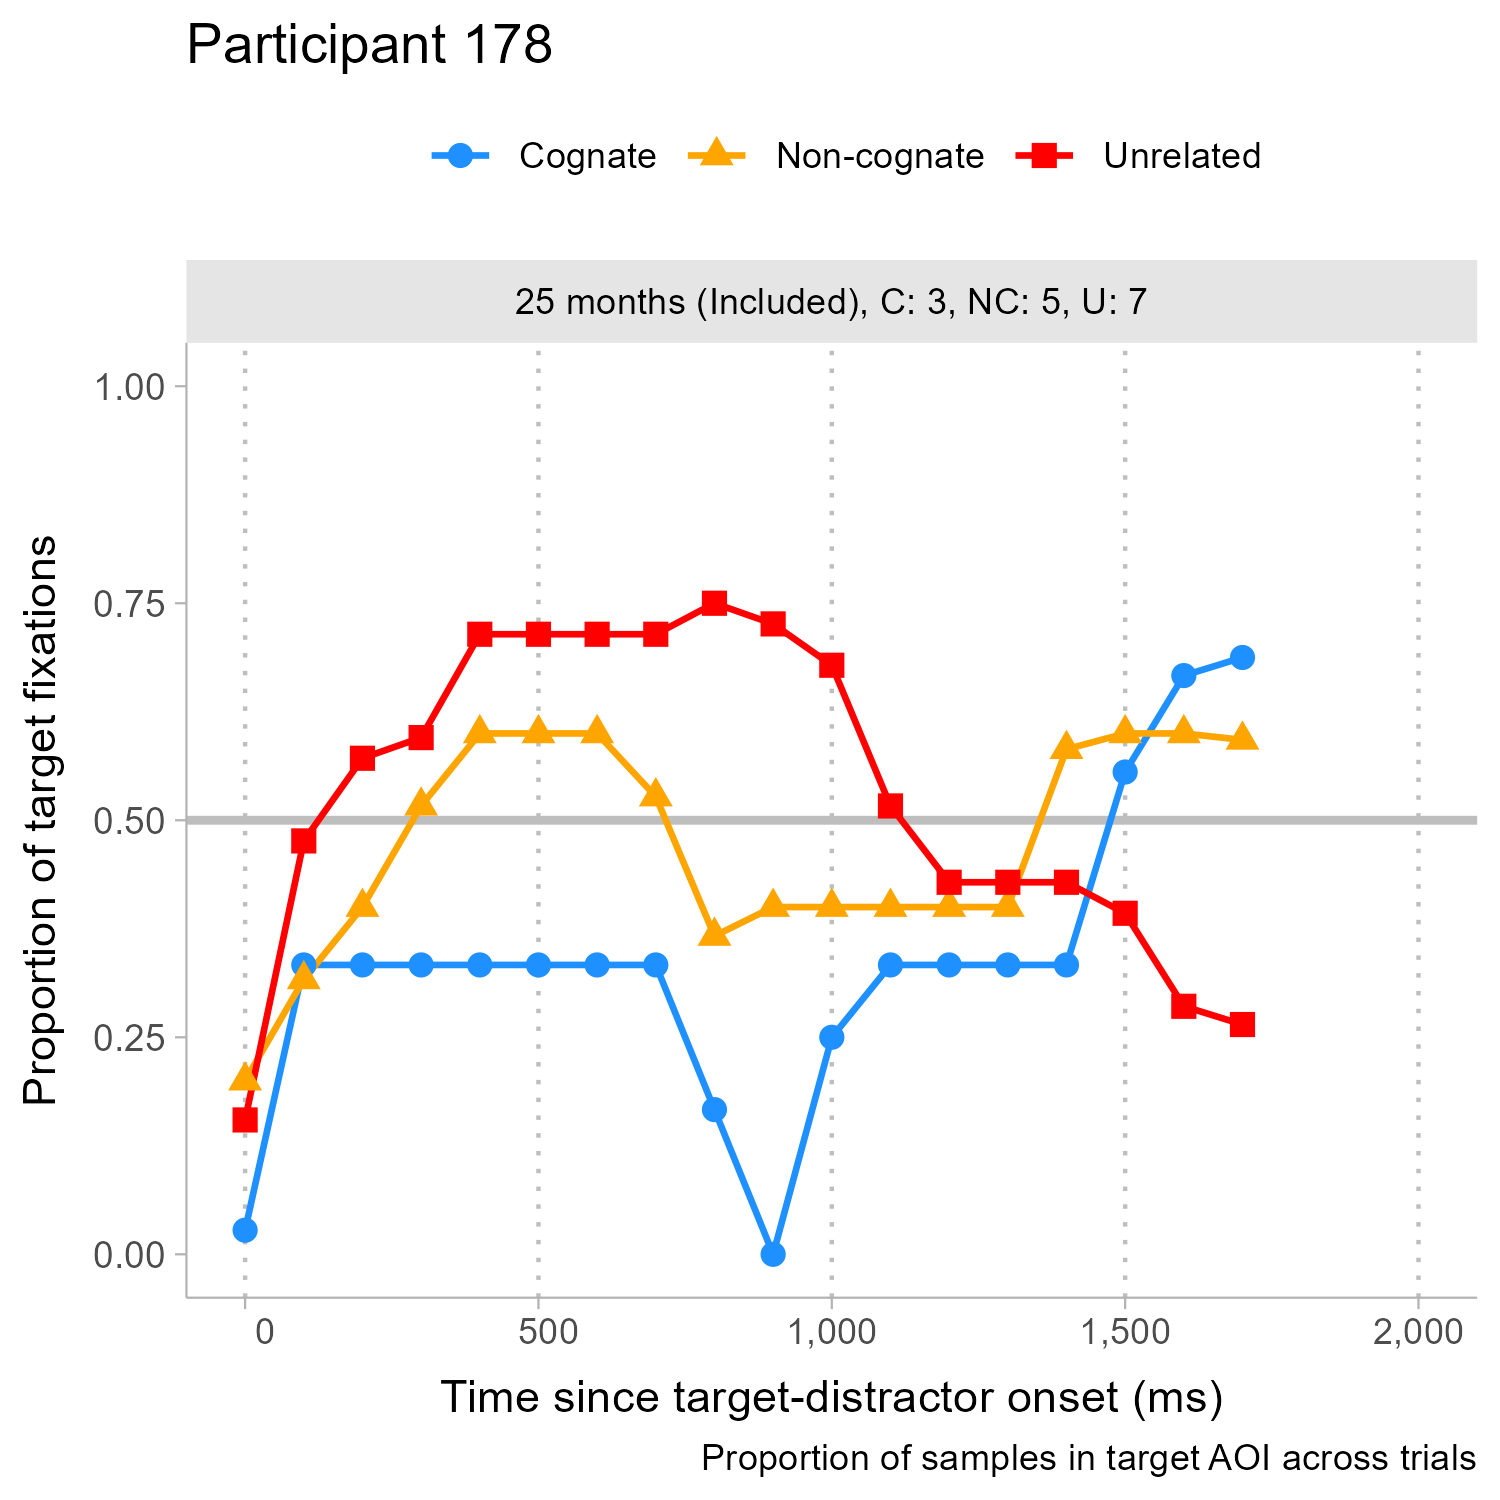 Participant 178
Cognate Non-cognate Unrelated
25 months (Included), C: 3, NC: 5, U: 7
1.00
0.75
0.50
0.25
0.00
Proportion of target fixations
0 500 1,000 1,500 2,000
Time since target-distractor onset (ms)
Proportion of samples in target AOI across trials